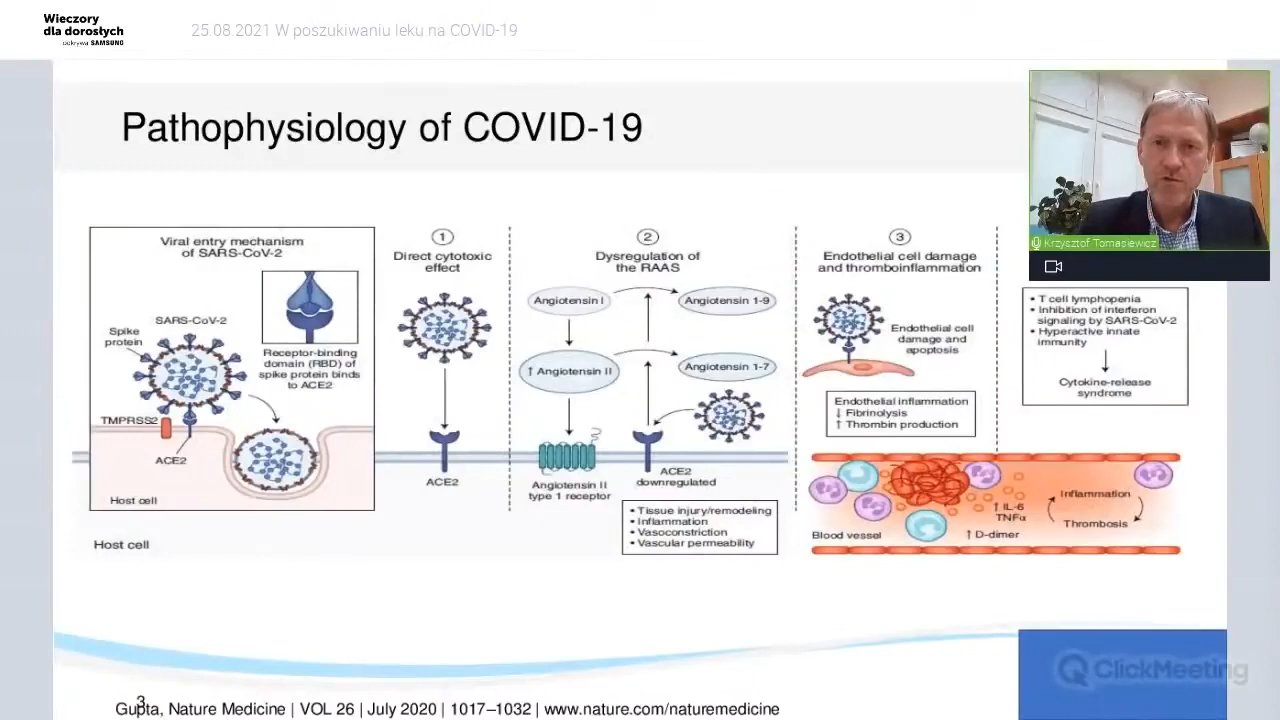 Wieczory
dla dorosłych
odkrywa SAMSUNG
25.08.2021 W poszukiwaniu leku na COVID-19
Pathophysiology of COVID-19
Krzysztof Tomasiewicz
Viral entry mechanism
of SARS-CoV-2
SARS-CoV-2
Spike
protein
Receptor-binding
domain (RBD) of
spike protein binds
to ACE2
TMPRSS2
ACE2
Host cell
Host cell
1
Direct cytotoxic
effect
ACE2
2
Dysregulation of
the RAAS
Angiotensin I
Angiotensin 1-9
↑ Angiotensin II
Angiotensin 1-7
Angiotensin II
type 1 receptor
ACE2
downregulated
• Tissue injury/remodeling
• Inflammation
• Vasoconstriction
• Vascular permeability
3
Endothelial cell damage
and thromboinflammation
Endothelial cell
damage and
apoptosis
Endothelial inflammation
↓ Fibrinolysis
↑ Thrombin production
Blood vessel
↑ IL-6
TNFα
↑ D-dimer
Inflammation
Thrombosis
• T cell lymphopenia
• Inhibition of interferon
signaling by SARS-CoV-2
• Hyperactive innate
immunity
Cytokine-release
syndrome
ClickMeeting
3
Gupta, Nature Medicine | VOL 26 | July 2020 | 1017–1032 | www.nature.com/naturemedicine